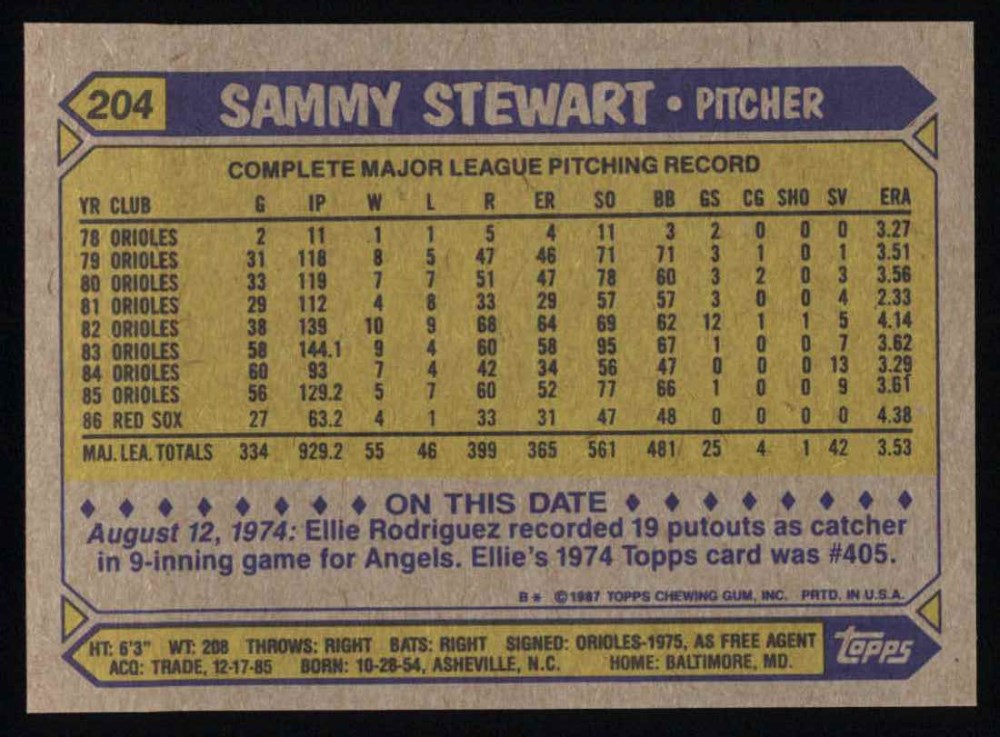 204 SAMMY STEWART • PITCHER
COMPLETE MAJOR LEAGUE PITCHING RECORD
YR CLUB G IP W L R ER SO BB GS CG SHO SV ERA
78 ORIOLES 2 11 1 1 5 4 11 3 2 0 0 0 3.27
79 ORIOLES 31 118 8 5 47 46 71 71 3 1 0 1 3.51
80 ORIOLES 33 119 7 7 51 47 78 60 3 2 0 3 3.56
81 ORIOLES 29 112 4 8 33 29 57 57 3 0 0 4 2.33
82 ORIOLES 38 139 10 9 68 64 69 62 12 1 1 5 4.14
83 ORIOLES 58 144.1 9 4 60 58 95 67 1 0 0 7 3.62
84 ORIOLES 60 93 7 4 42 34 56 47 0 0 0 13 3.29
85 ORIOLES 56 129.2 5 7 60 52 77 66 1 0 0 9 3.61
86 RED SOX 27 63.2 4 1 33 31 47 48 0 0 0 0 4.38
MAJ. LEA. TOTALS 334 929.2 55 46 399 365 561 481 25 4 1 42 3.53
ON THIS DATE
August 12, 1974: Ellie Rodriguez recorded 19 putouts as catcher
in 9-inning game for Angels. Ellie's 1974 Topps card was #405.
B* ©1987 TOPPS CHEWING GUM, INC. PRTD. IN U.S.A.
HT: 6'3" WT: 208 THROWS: RIGHT BATS: RIGHT SIGNED: ORIOLES-1975, AS FREE AGENT
ACQ: TRADE, 12-17-85 BORN: 10-28-54, ASHEVILLE, N.C. HOME: BALTIMORE, MD.
Topps